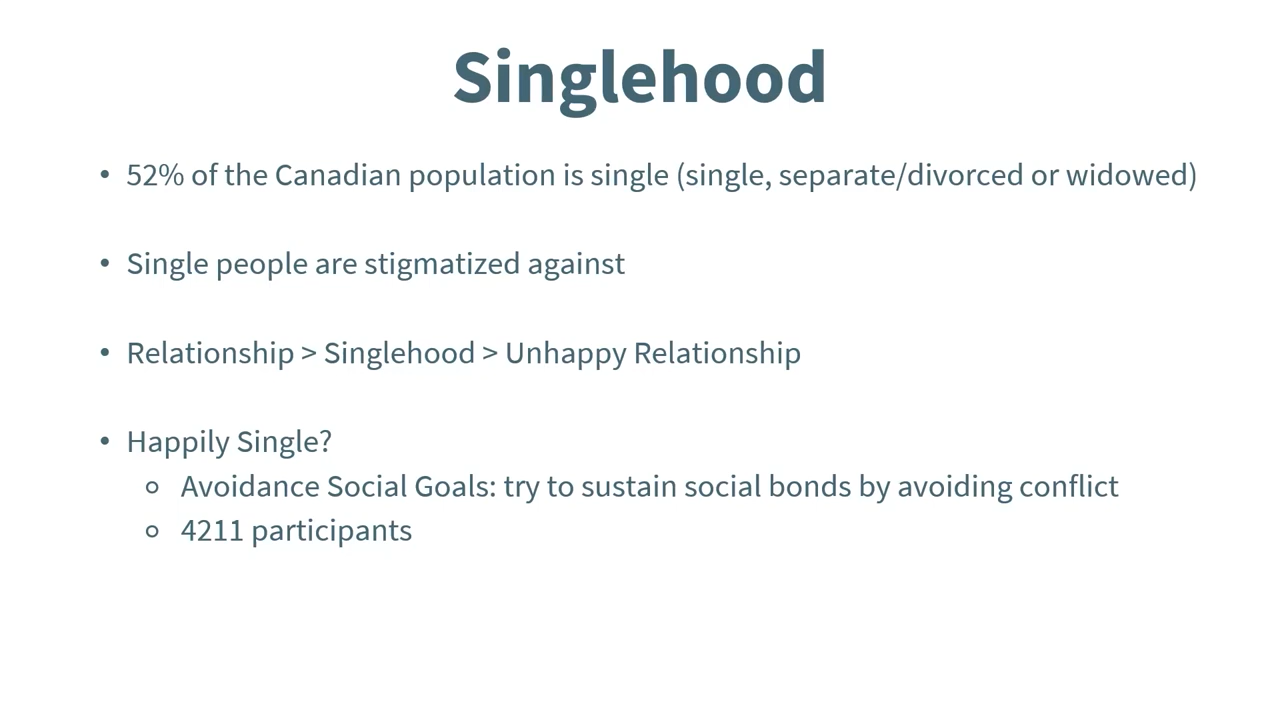 Singlehood
• 52% of the Canadian population is single (single, separate/divorced or widowed)
• Single people are stigmatized against
• Relationship > Singlehood > Unhappy Relationship
• Happily Single?
○ Avoidance Social Goals: try to sustain social bonds by avoiding conflict
○ 4211 participants